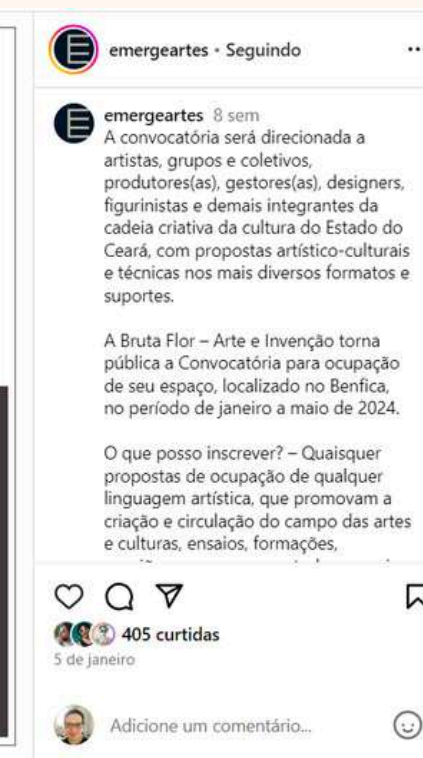 emergeartes • Seguindo
emergeartes 8 sem
A convocatória será direcionada a
artistas, grupos e coletivos,
produtores(as), gestores(as), designers,
figurinistas e demais integrantes da
cadeia criativa da cultura do Estado do
Ceará, com propostas artístico-culturais
e técnicas nos mais diversos formatos e
suportes.
A Bruta Flor – Arte e Invenção torna
pública a Convocatória para ocupação
de seu espaço, localizado no Benfica,
no período de janeiro a maio de 2024.
O que posso inscrever? – Quaisquer
propostas de ocupação de qualquer
linguagem artística, que promovam a
criação e circulação do campo das artes
e culturas, ensaios, formações,
405 curtidas
5 de janeiro
Adicione um comentário...